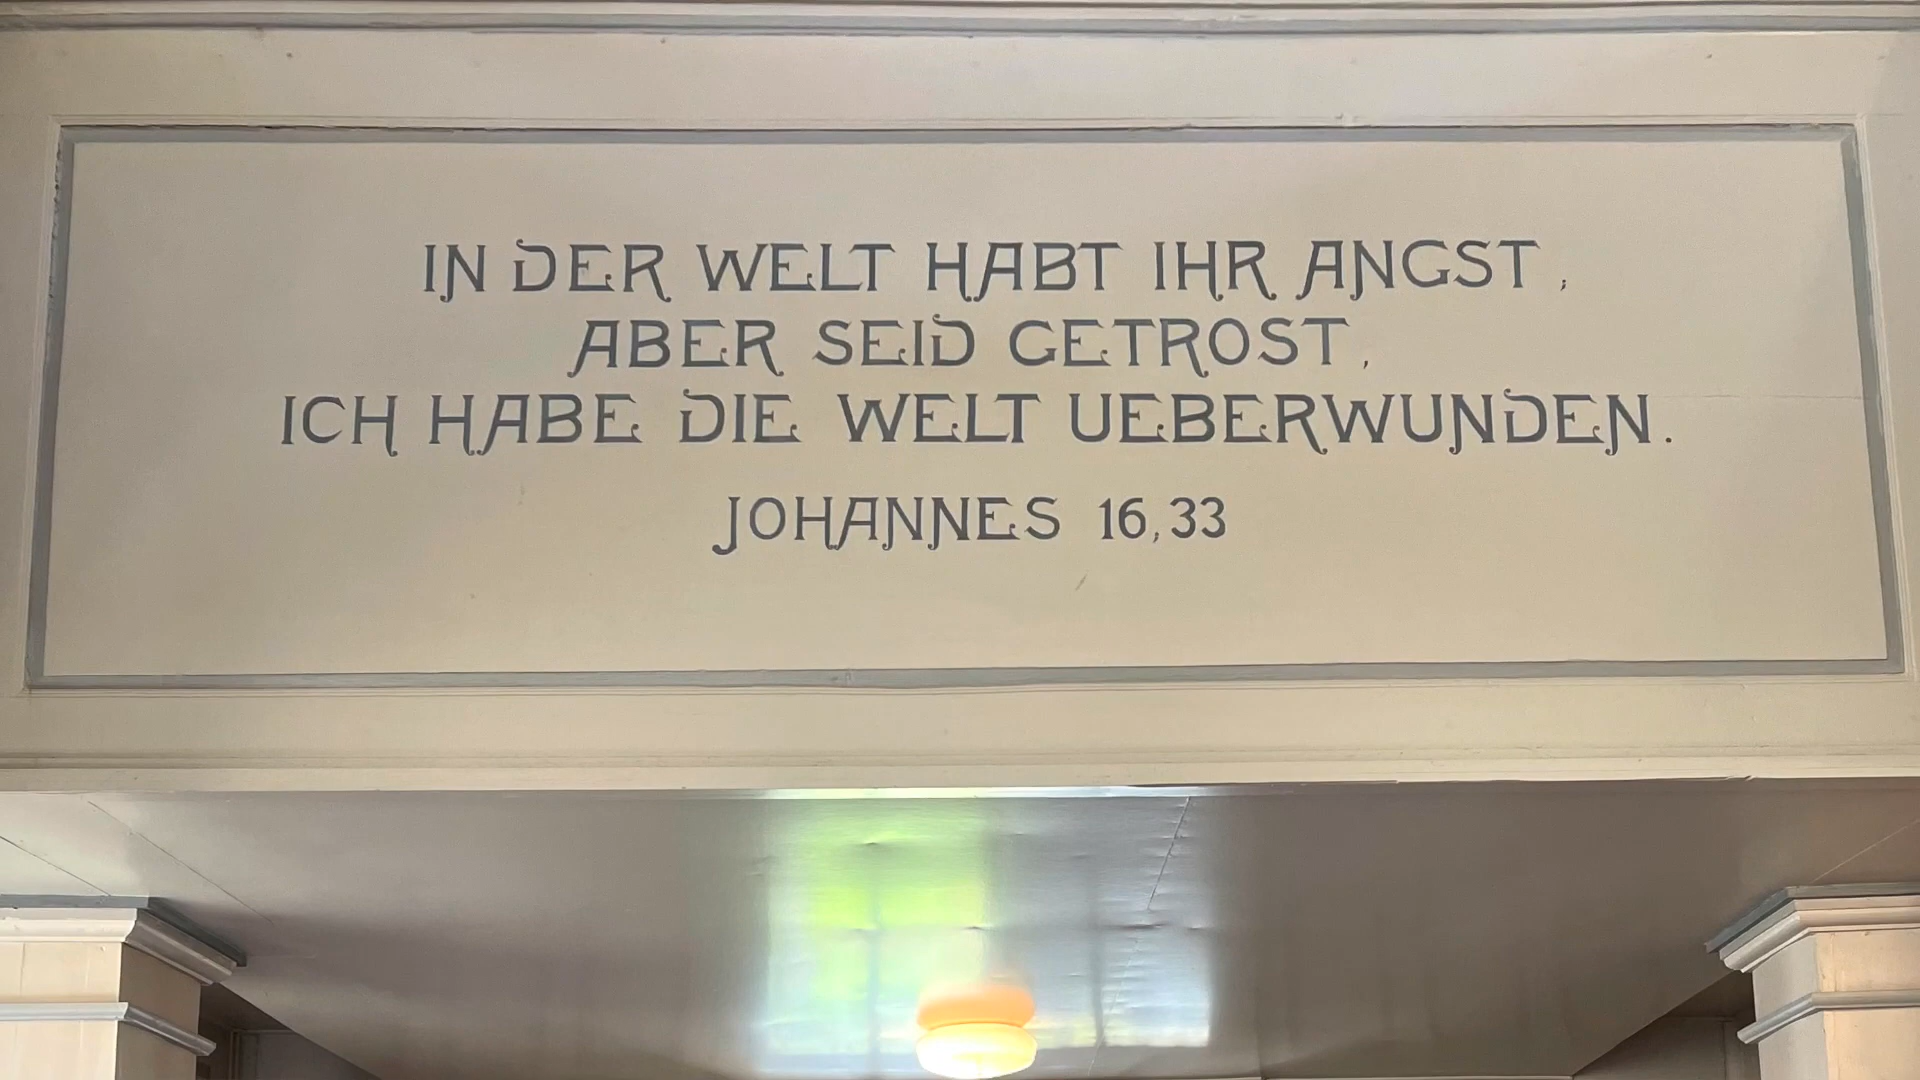 IN DER WELT HABT IHR ANGST;
ABER SEID GETROST,
ICH HABE DIE WELT UEBERWUNDEN.
JOHANNES 16,33